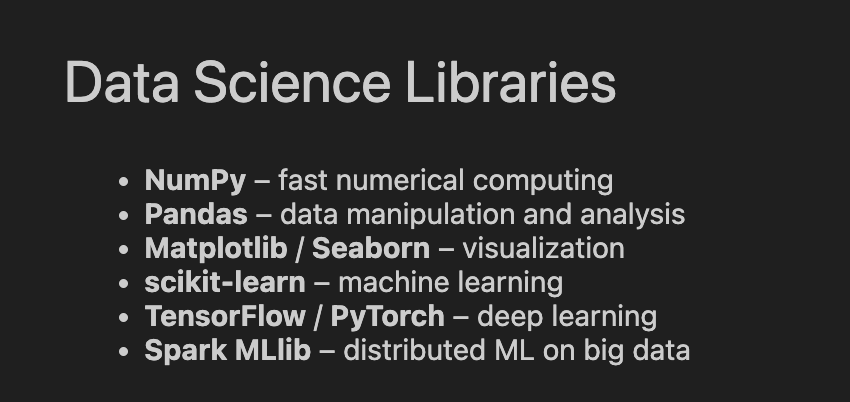 Data Science Libraries
• NumPy – fast numerical computing
• Pandas – data manipulation and analysis
• Matplotlib / Seaborn – visualization
• scikit-learn – machine learning
• TensorFlow / PyTorch – deep learning
• Spark MLlib – distributed ML on big data